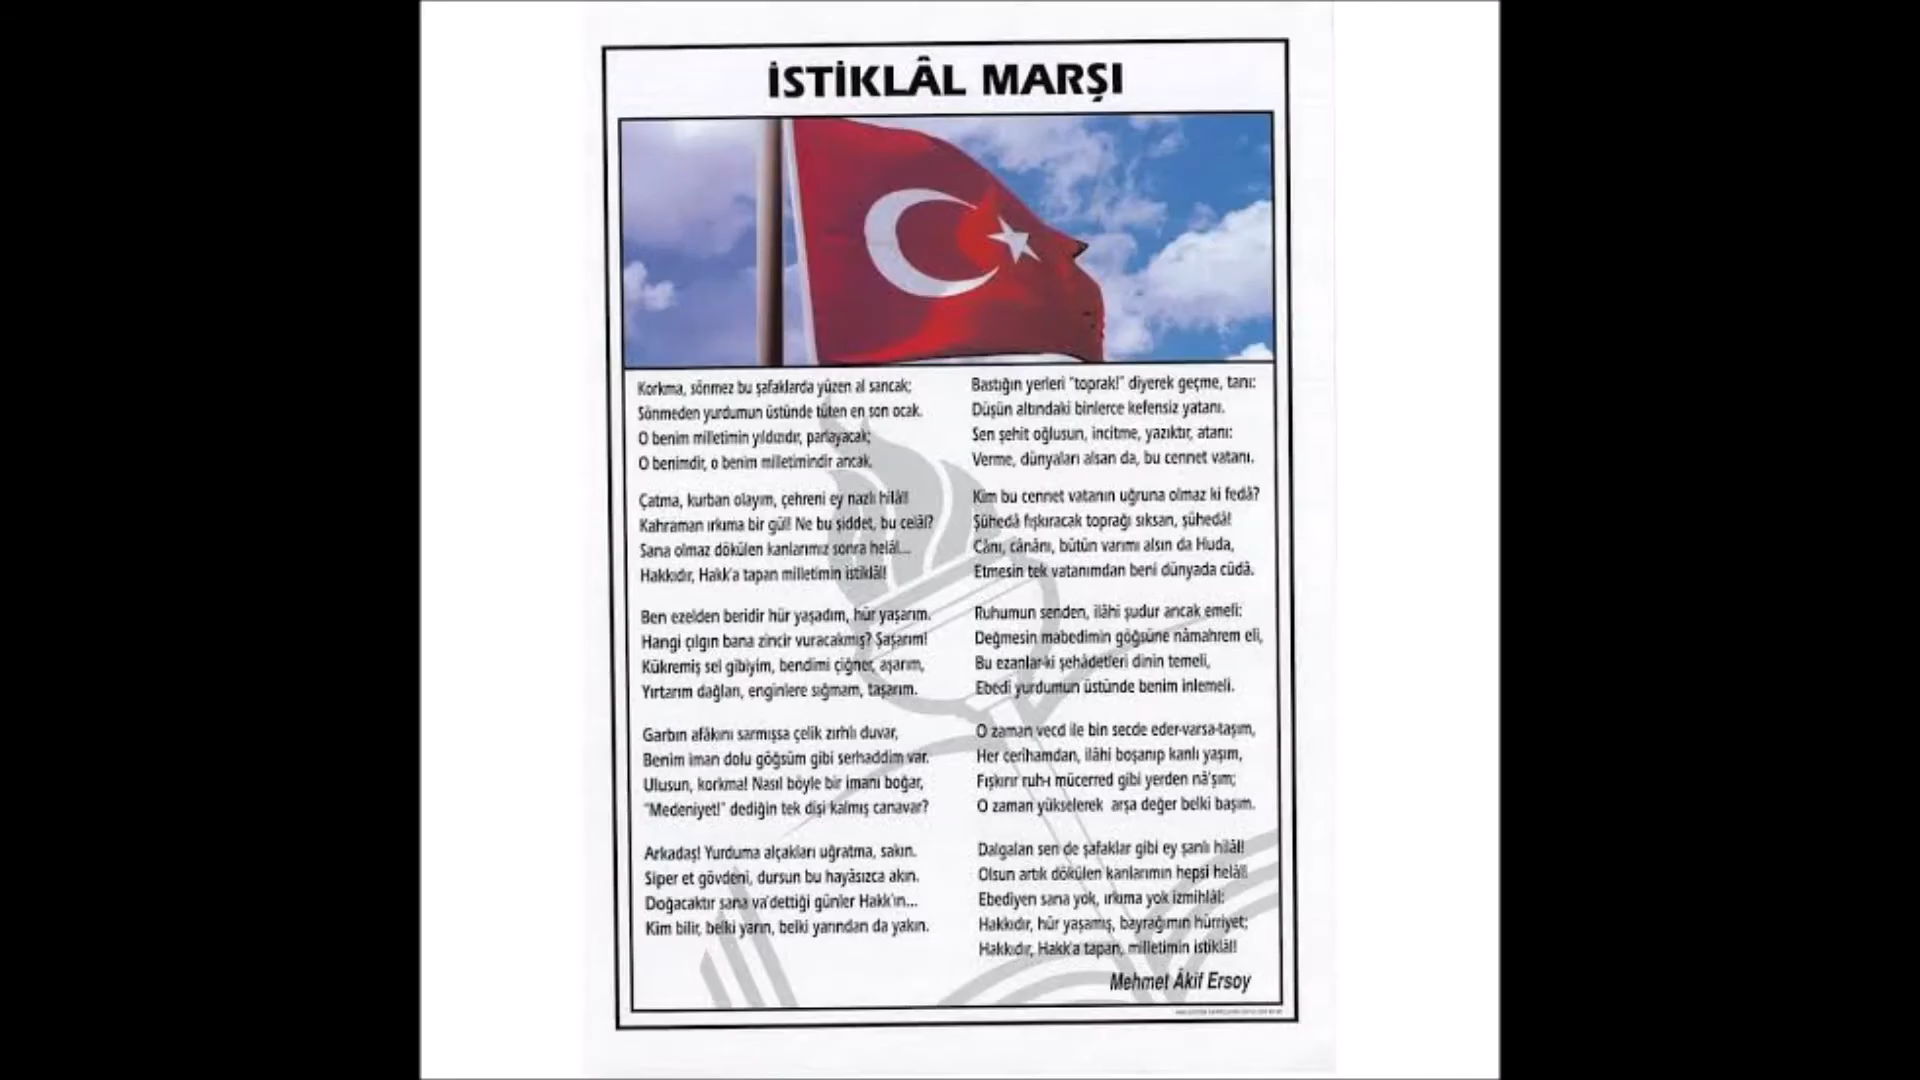 İSTİKLÂL MARŞI
Korkma, sönmez bu şafaklarda yüzen al sancak;
Sönmeden yurdumun üstünde tüten en son ocak.
O benim milletimin yıldızıdır, parlayacak;
O benimdir, o benim milletimindir ancak.
Çatma, kurban olayım, çehreni ey nazlı hilâl!
Kahraman ırkıma bir gül! Ne bu şiddet, bu celâl?
Sana olmaz dökülen kanlarımız sonra helâl...
Hakkıdır, Hakk'a tapan milletimin istiklâl!
Ben ezelden beridir hür yaşadım, hür yaşarım.
Hangi çılgın bana zincir vuracakmış? Şaşarım!
Kükremiş sel gibiyim, bendimi çiğner, aşarım,
Yırtarım dağları, enginlere sığmam, taşarım.
Garbın afâkını sarmışsa çelik zırhlı duvar,
Benim iman dolu göğsüm gibi serhaddim var.
Ulusun, korkma! Nasıl böyle bir imanı boğar,
"Medeniyet!" dediğin tek dişi kalmış canavar?
Arkadaş! Yurduma alçakları uğratma, sakın.
Siper et gövdeni, dursun bu hayâsızca akın.
Doğacaktır sana va'dettiği günler Hakk'ın...
Kim bilir, belki yarın, belki yarından da yakın.
Bastığın yerleri "toprak!" diyerek geçme, tanı:
Düşün altındaki binlerce kefensiz yatanı.
Sen şehit oğlusun, incitme, yazıktır, atanı:
Verme, dünyaları alsan da, bu cennet vatanı.
Kim bu cennet vatanın uğruna olmaz ki fedâ?
Şühedâ fışkıracak toprağı sıksan, şühedâ!
Cânı, cânânı, bütün varımı alsın da Huda,
Etmesin tek vatanımdan beni dünyada cüdâ.
Ruhumun senden, ilâhi şudur ancak emeli:
Değmesin mabedimin göğsüne nâmahrem eli,
Bu ezanlar-ki şehâdetleri dinin temeli,
Ebedî yurdumun üstünde benim inlemeli.
O zaman vecd ile bin secde eder-varsa-taşım,
Her cerîhamdan, ilâhi boşanıp kanlı yaşım,
Fışkırır ruh-ı mücerred gibi yerden nâ'şım;
O zaman yükselerek arşa değer belki başım.
Dalgalan sen de şafaklar gibi ey şanlı hilâl!
Olsun artık dökülen kanlarımın hepsi helâl!
Ebediyen sana yok, ırkıma yok izmihlâl:
Hakkıdır, hür yaşamış, bayrağımın hürriyet;
Hakkıdır, Hakk'a tapan, milletimin istiklâl!
Mehmet Âkif Ersoy